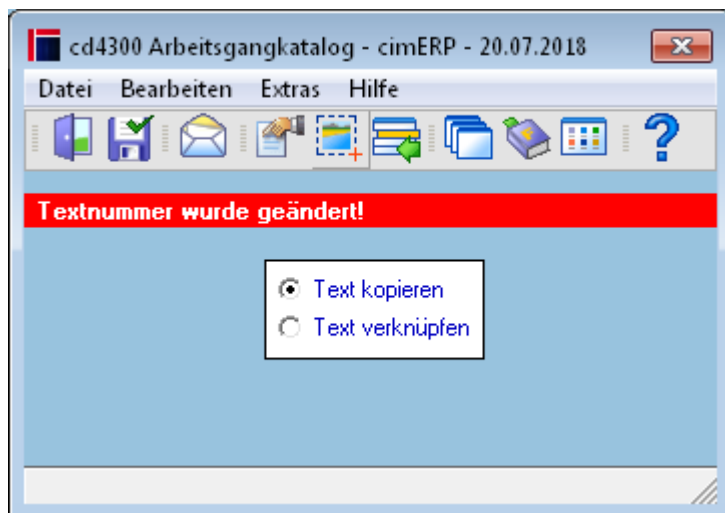 cd4300 Arbeitsgangkatalog - cimERP - 20.07.2018
Datei Bearbeiten Extras Hilfe
Textnummer wurde geändert!
Text kopieren
Text verknüpfen